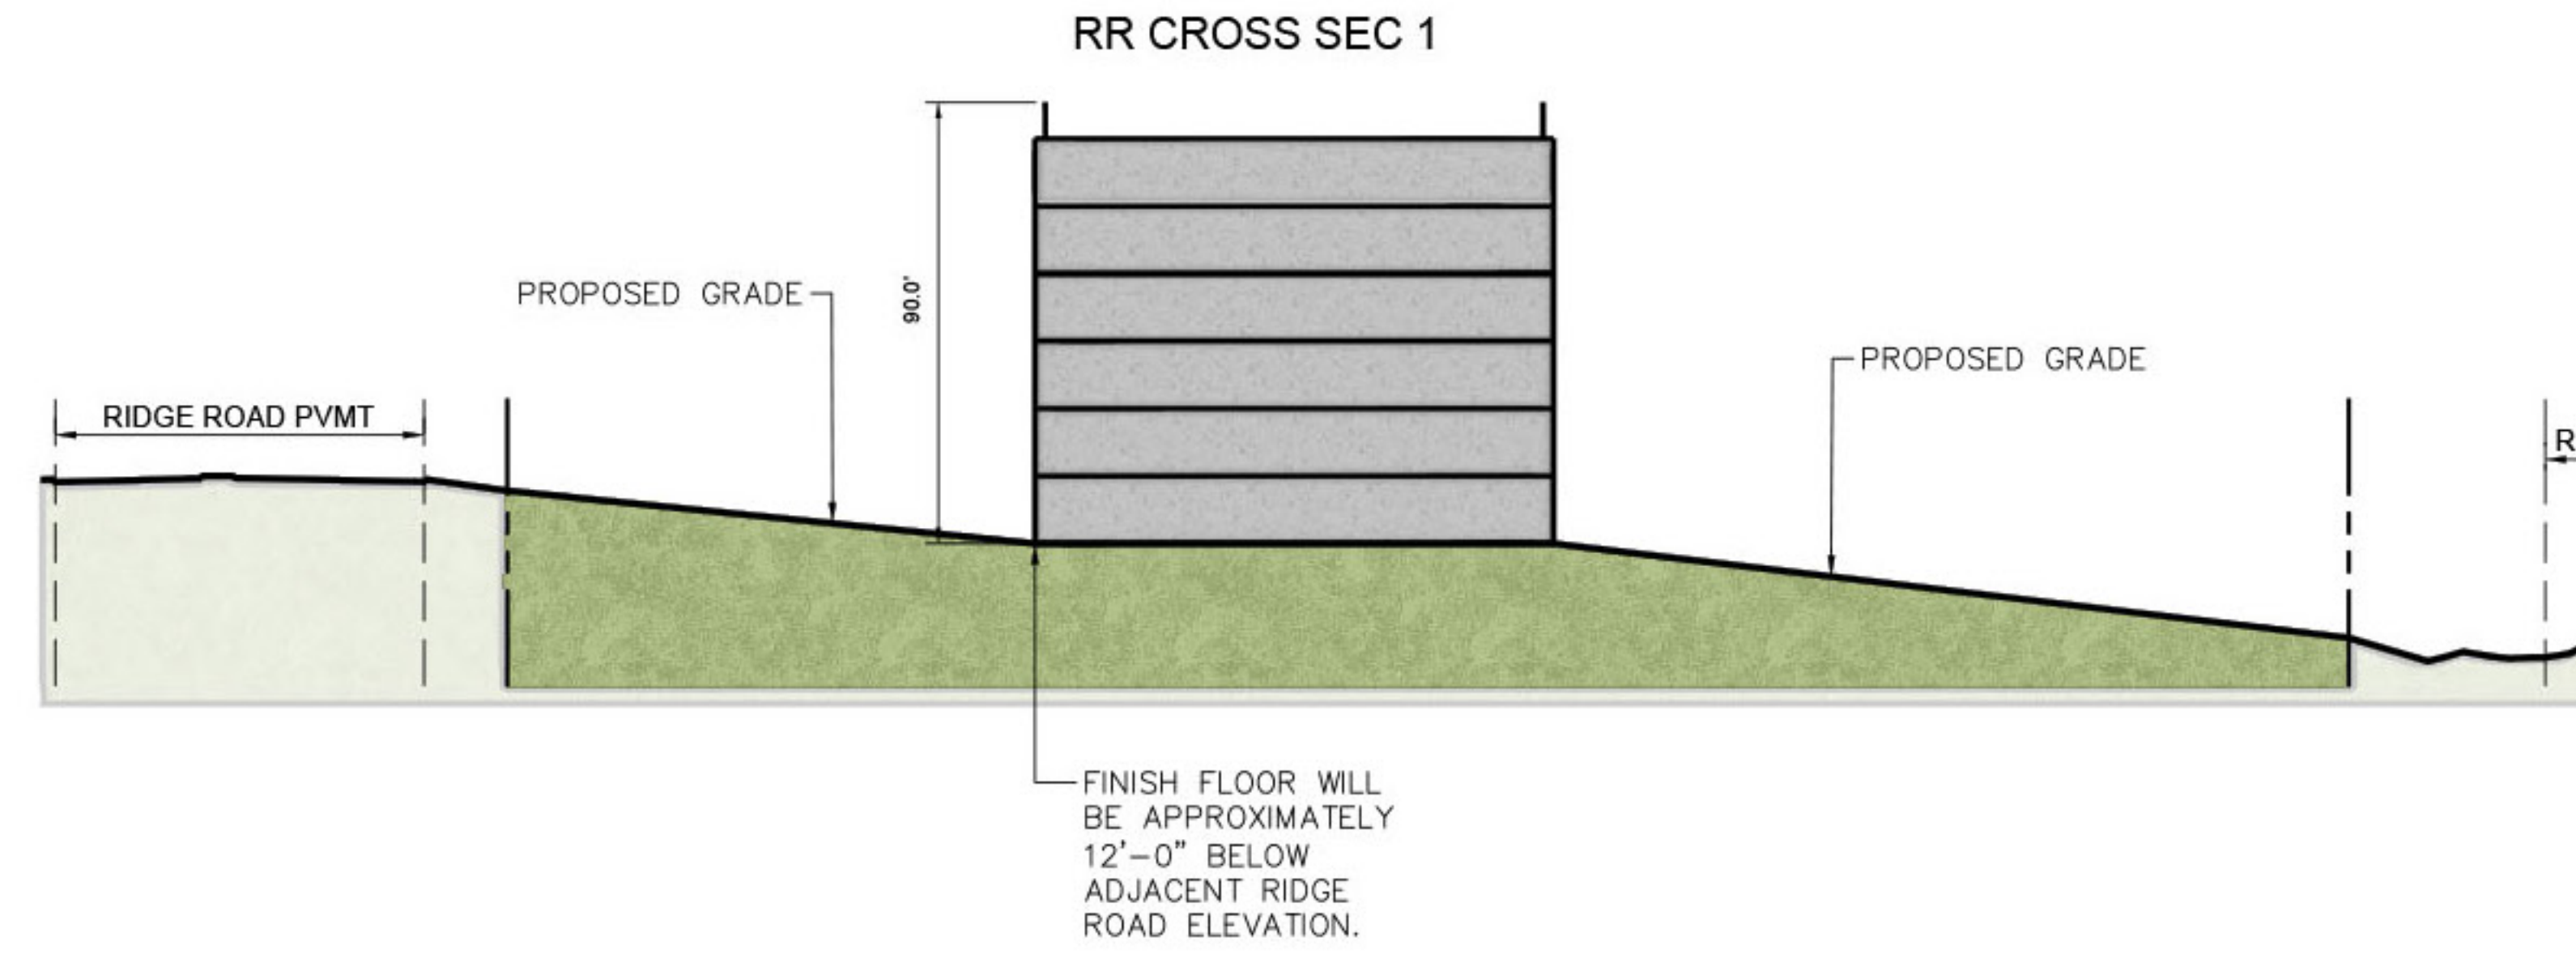 RR CROSS SEC 1
PROPOSED GRADE
90.0'
PROPOSED GRADE
RIDGE ROAD PVMT
R
FINISH FLOOR WILL
BE APPROXIMATELY
12'-0" BELOW
ADJACENT RIDGE
ROAD ELEVATION.